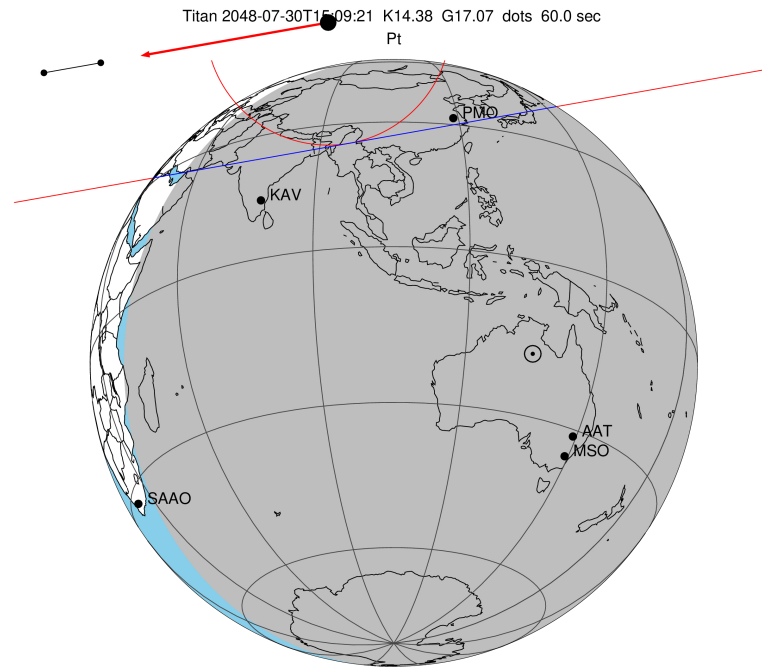 Titan 2048-07-30T15:09:21 K14.38 G17.07 dots 60.0 sec
Pt
PMO
KAV
AAT
MSO
SAAO